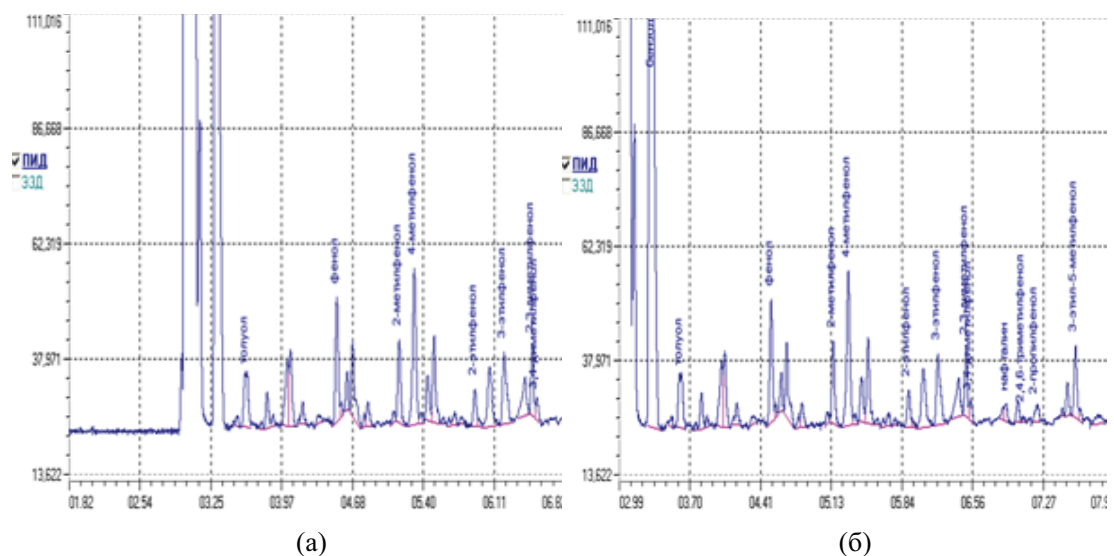 111,016
86,668
ПИД
ЭЗД
62,319
37,971
13,622
толуол
фенол
2-метилфенол
4-метилфенол
2-этилфенол
3-этилфенол
01.82 02.54 03.25 03.97 04.68 05.40 06.11
(а)
111,016
86,668
ПИД
ЭЗД
62,319
37,971
13,622
толуол
фенол
2-метилфенол
4-метилфенол
2-этилфенол
3-этилфенол
нафталин
2,4,6-триметилфенол
2-пропилфенол
3-этил-5-метилфенол
02.99 03.70 04.41 05.13 05.84 06.56 07.27
(б)